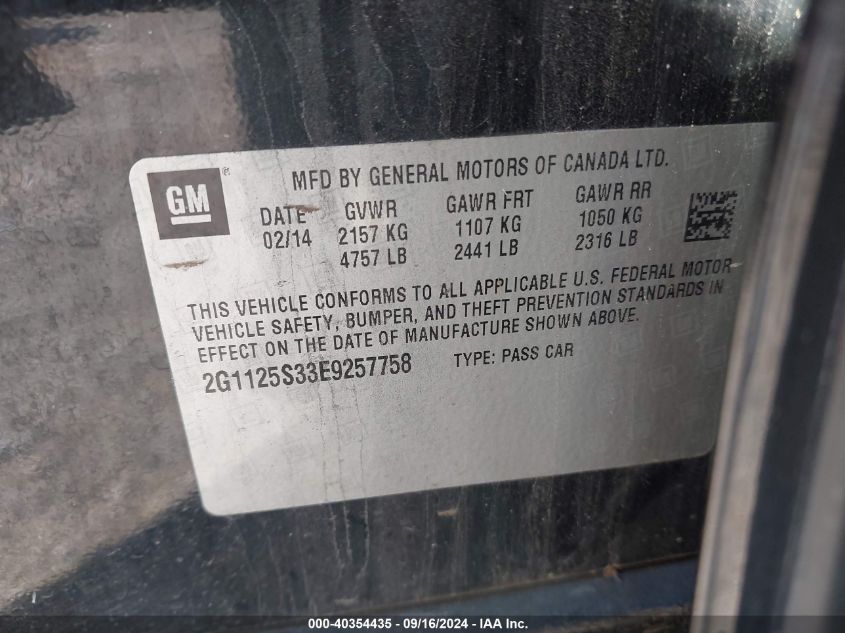 GM®
MFD BY GENERAL MOTORS OF CANADA LTD.
DATE GVWR GAWR FRT GAWR RR
02/14 2157 KG 1107 KG 1050 KG
4757 LB 2441 LB 2316 LB
THIS VEHICLE CONFORMS TO ALL APPLICABLE U.S. FEDERAL MOTOR
VEHICLE SAFETY, BUMPER, AND THEFT PREVENTION STANDARDS IN
EFFECT ON THE DATE OF MANUFACTURE SHOWN ABOVE.
2G1125S33E9257758 TYPE: PASS CAR
000-40354435 - 09/16/2024 - IEAI-US